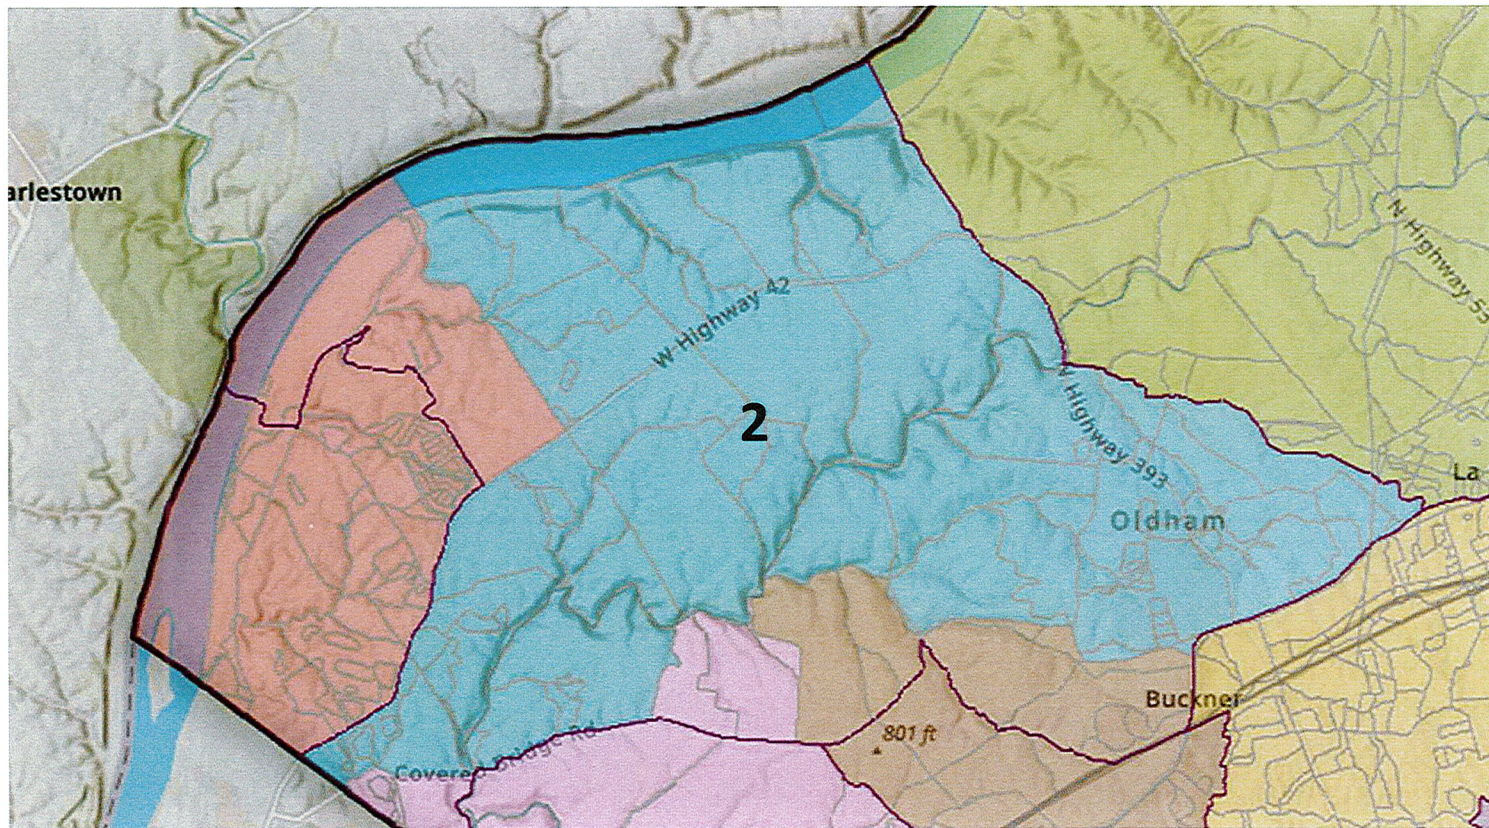 arlestown
N Highway 53
W Highway 42
2
Highway 393
La
Oldham
Buckner
801 ft
Covered Bridge Rd